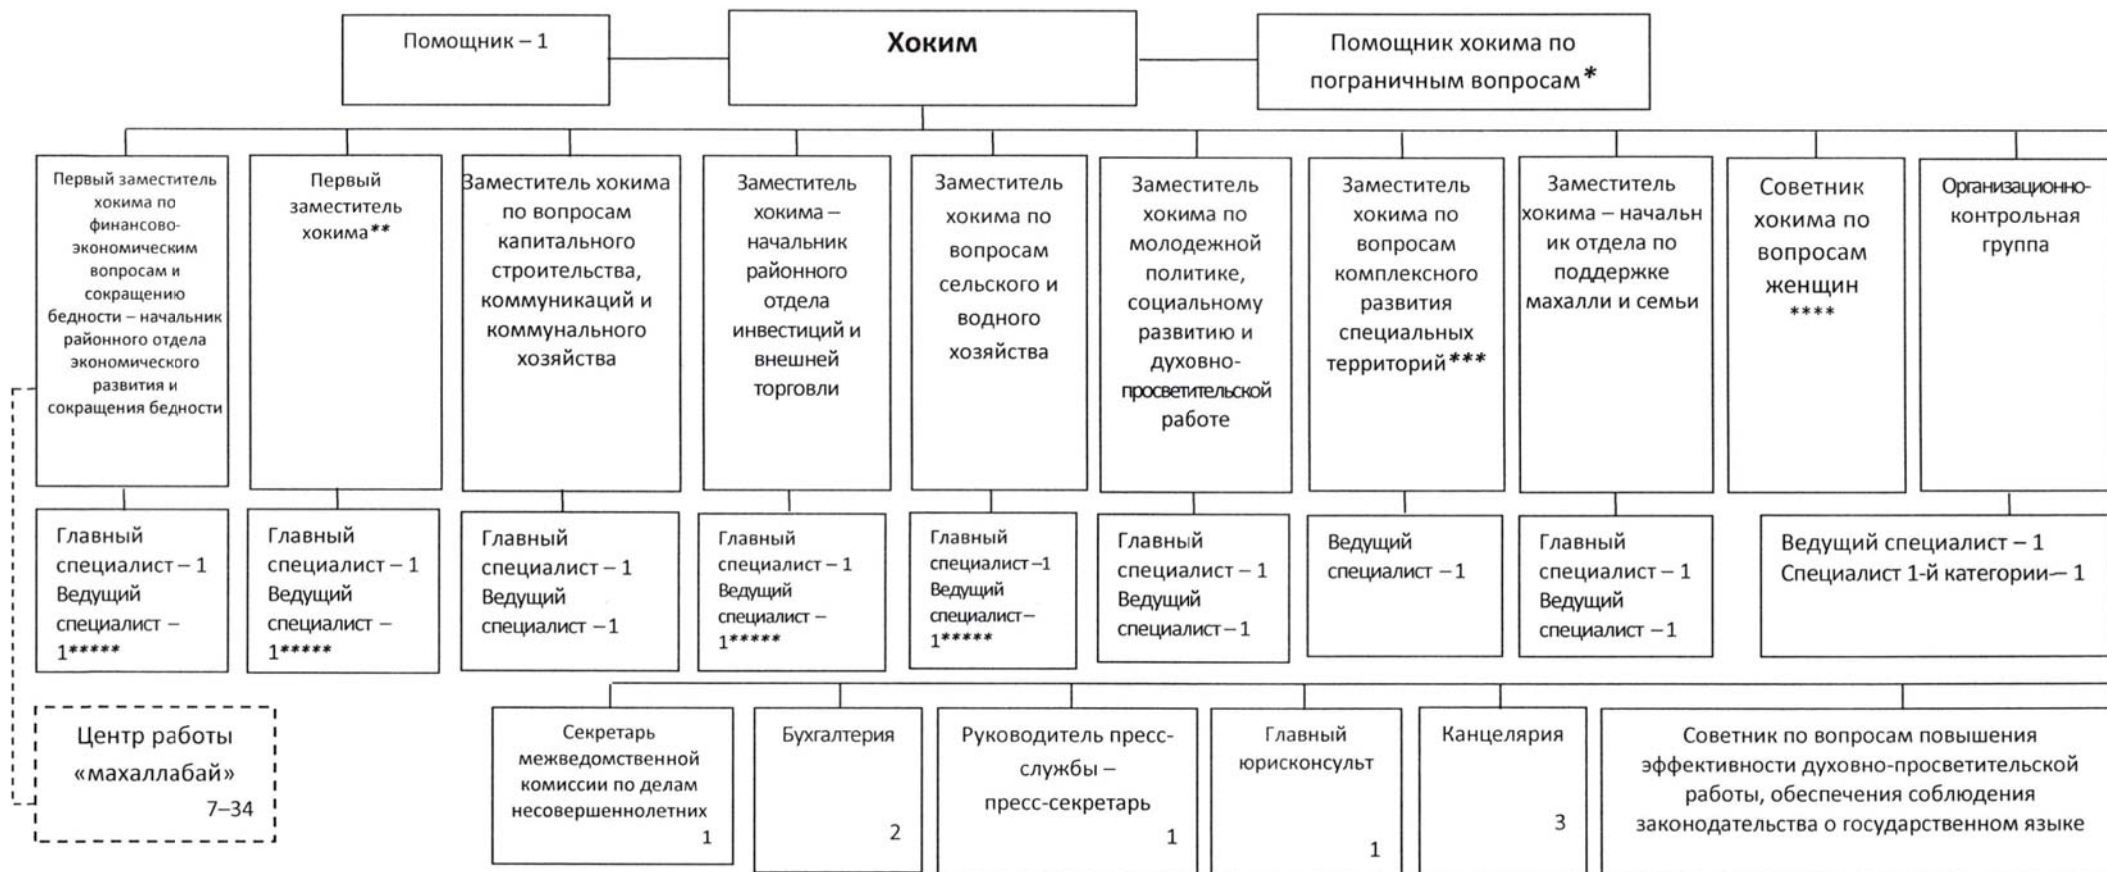 Помощник – 1
Хоким
Помощник хокима по
пограничным вопросам*
Первый заместитель
хокима по
финансово-
экономическим
вопросам и
сокращению
бедности – начальник
районного отдела
экономического
развития и
сокращения бедности
Первый
заместитель
хокима**
Заместитель хокима
по вопросам
капитального
строительства,
коммуникаций и
коммунального
хозяйства
Заместитель
хокима –
начальник
районного
отдела
инвестиций и
внешней
торговли
Заместитель
хокима по
вопросам
сельского и
водного
хозяйства
Заместитель
хокима по
молодежной
политике,
социальному
развитию и
духовно-
просветительской
работе
Заместитель
хокима по
вопросам
комплексного
развития
специальных
территорий***
Заместитель
хокима – начальн
ик отдела по
поддержке
махалли и семьи
Советник
хокима по
вопросам
женщин
****
Организационно-
контрольная
группа
Главный
специалист – 1
Ведущий
специалист –
1*****
Главный
специалист – 1
Ведущий
специалист –
1*****
Главный
специалист – 1
Ведущий
специалист – 1
Главный
специалист – 1
Ведущий
специалист –
1*****
Главный
специалист –1
Ведущий
специалист–
1*****
Главный
специалист – 1
Ведущий
специалист– 1
Ведущий
специалист – 1
Главный
специалист – 1
Ведущий
специалист – 1
Ведущий специалист – 1
Специалист 1-й категории— 1
Центр работы
«махаллабай»
7–34
Секретарь
межведомственной
комиссии по делам
несовершеннолетних
1
Бухгалтерия
2
Руководитель пресс-
службы –
пресс-секретарь
1
Главный
юрисконсульт
1
Канцелярия
3
Советник по вопросам повышения
эффективности духовно-просветительской
работы, обеспечения соблюдения
законодательства о государственном языке